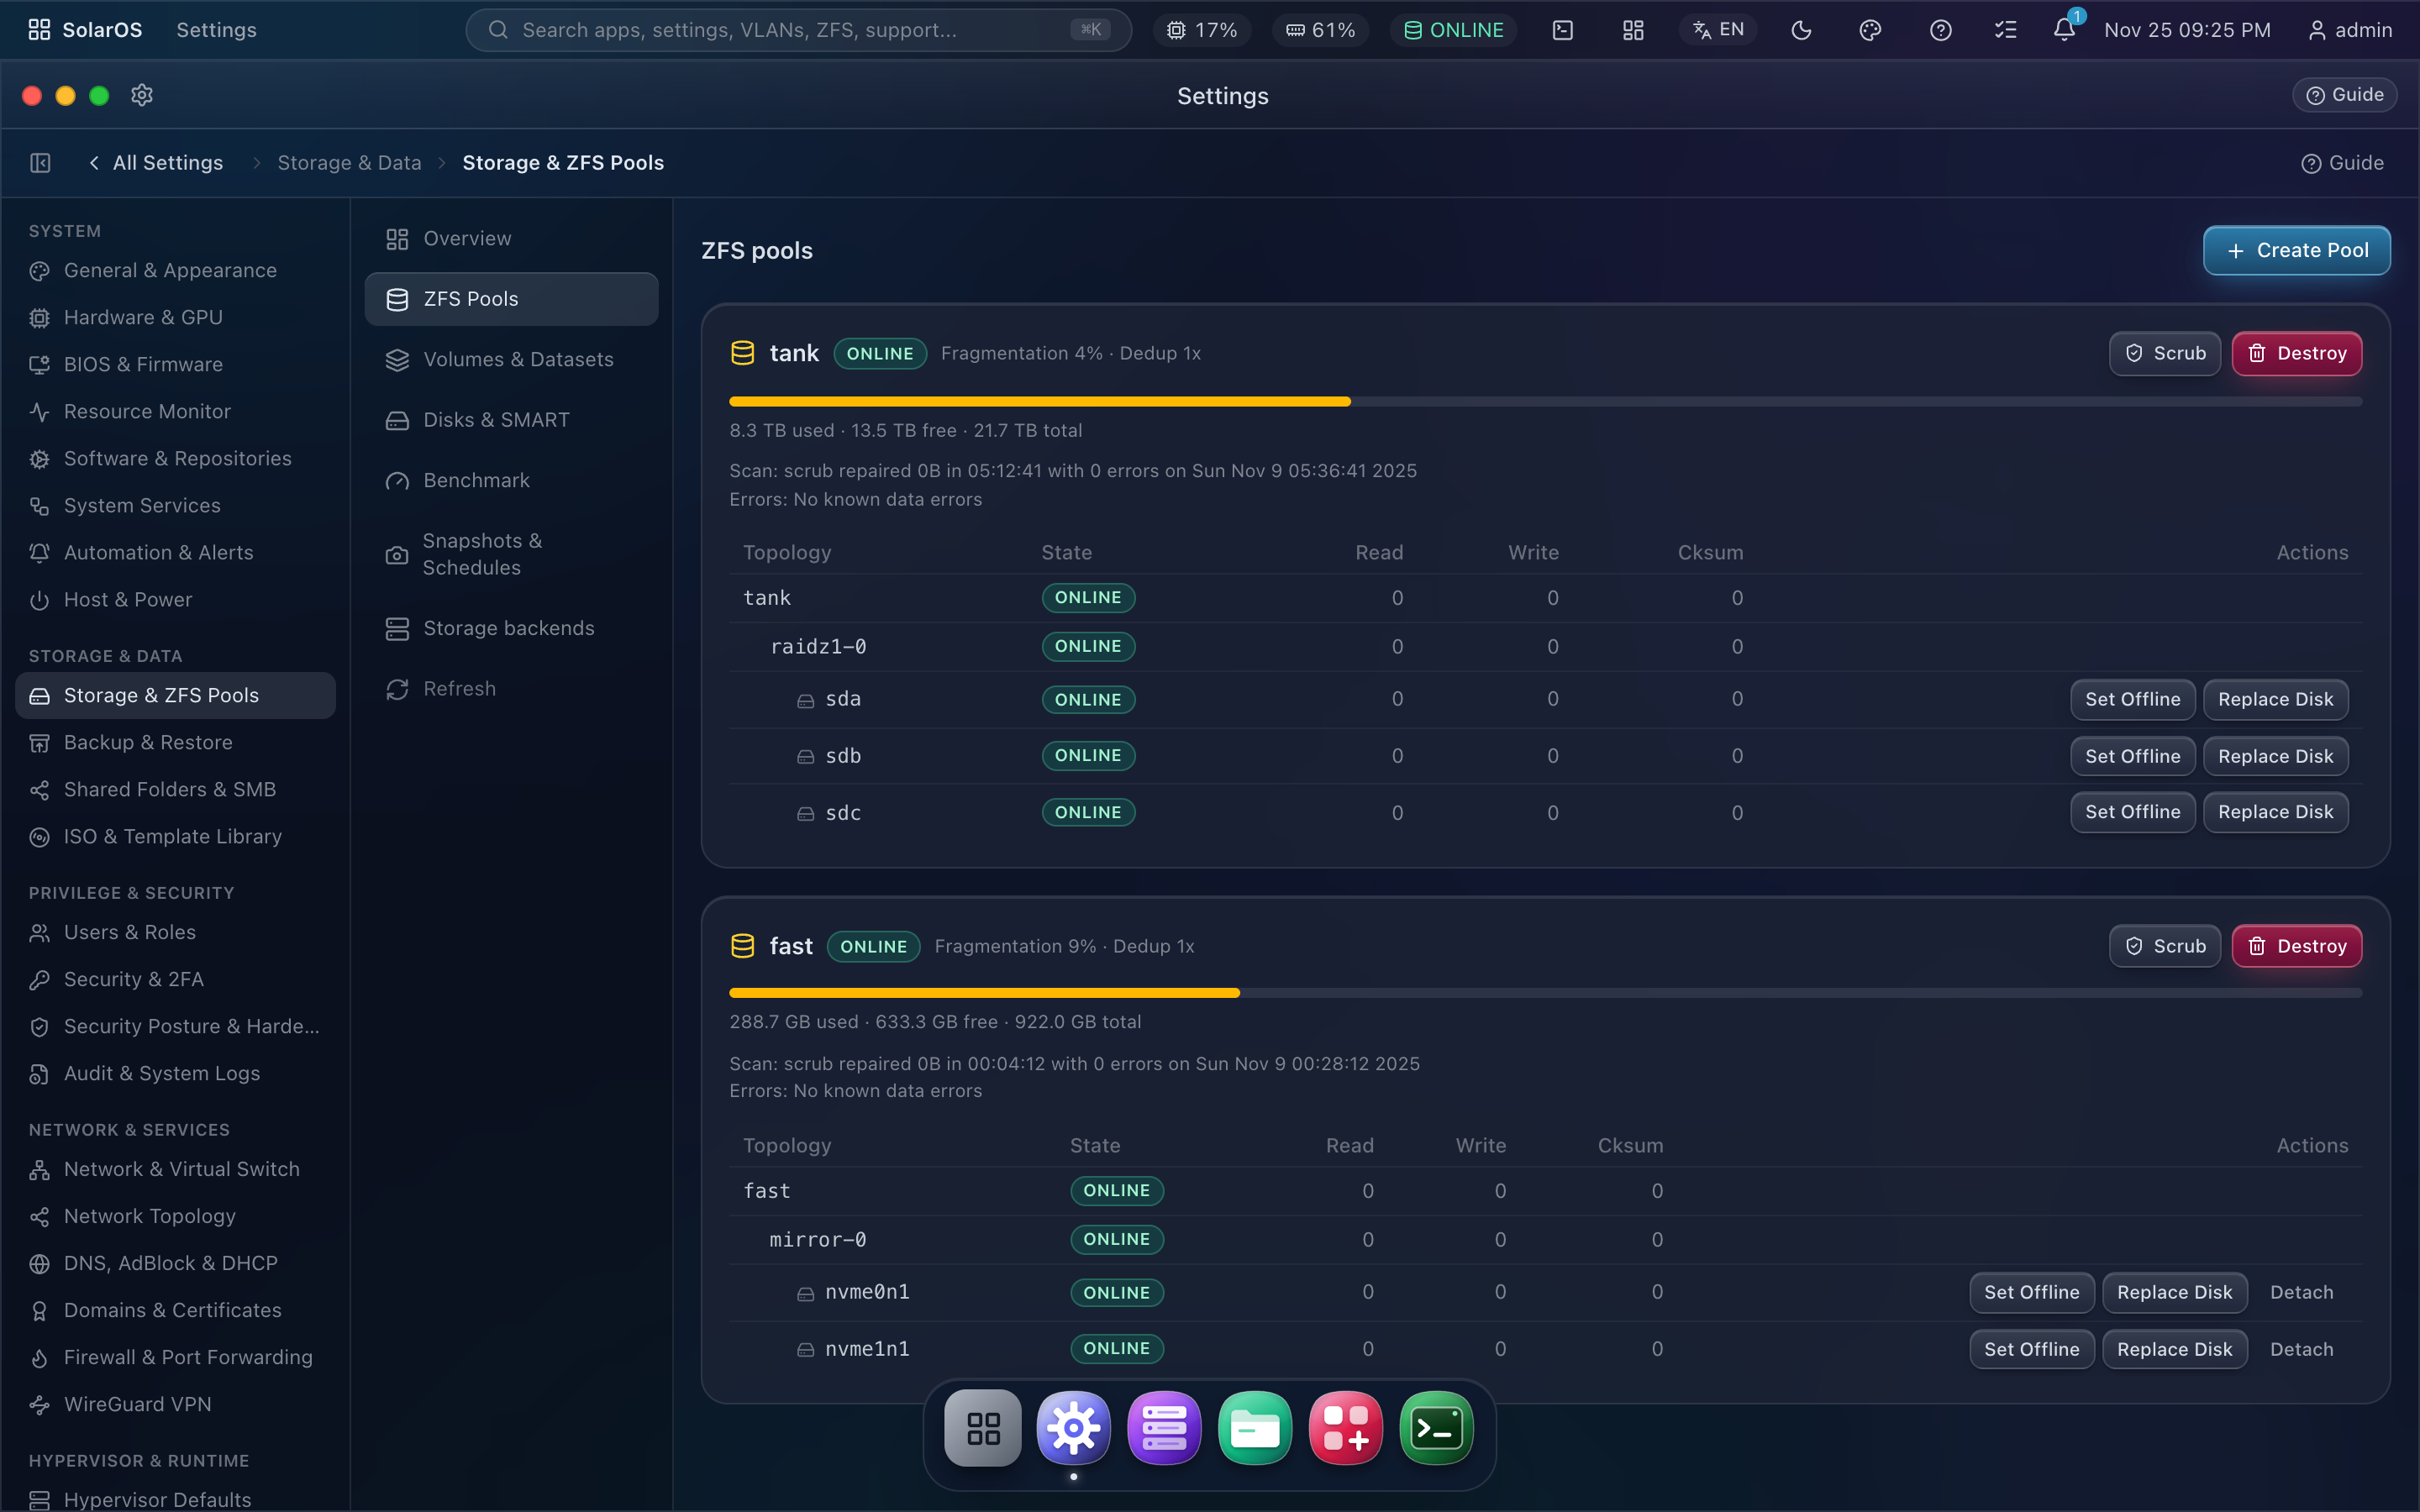 SolarOS Settings Search apps, settings, VLANs, ZFS, support... ⌘K 17% 61% ONLINE EN 1 Nov 25 09:25 PM admin
Settings Guide
All Settings Storage & Data Storage & ZFS Pools Guide
SYSTEM
General & Appearance
Hardware & GPU
BIOS & Firmware
Resource Monitor
Software & Repositories
System Services
Automation & Alerts
Host & Power
STORAGE & DATA
Storage & ZFS Pools
Backup & Restore
Shared Folders & SMB
ISO & Template Library
PRIVILEGE & SECURITY
Users & Roles
Security & 2FA
Security Posture & Harde...
Audit & System Logs
NETWORK & SERVICES
Network & Virtual Switch
Network Topology
DNS, AdBlock & DHCP
Domains & Certificates
Firewall & Port Forwarding
WireGuard VPN
HYPERVISOR & RUNTIME
Hypervisor Defaults
Overview
ZFS Pools
Volumes & Datasets
Disks & SMART
Benchmark
Snapshots &
Schedules
Storage backends
Refresh
ZFS pools Create Pool
tank ONLINE Fragmentation 4% · Dedup 1x Scrub Destroy
8.3 TB used · 13.5 TB free · 21.7 TB total
Scan: scrub repaired 0B in 05:12:41 with 0 errors on Sun Nov 9 05:36:41 2025
Errors: No known data errors
Topology State Read Write Cksum Actions
tank ONLINE 0 0 0
raidz1-0 ONLINE 0 0 0
sda ONLINE 0 0 0 Set Offline Replace Disk
sdb ONLINE 0 0 0 Set Offline Replace Disk
sdc ONLINE 0 0 0 Set Offline Replace Disk
fast ONLINE Fragmentation 9% · Dedup 1x Scrub Destroy
288.7 GB used · 633.3 GB free · 922.0 GB total
Scan: scrub repaired 0B in 00:04:12 with 0 errors on Sun Nov 9 00:28:12 2025
Errors: No known data errors
Topology State Read Write Cksum Actions
fast ONLINE 0 0 0
mirror-0 ONLINE 0 0 0
nvme0n1 ONLINE 0 0 0 Set Offline Replace Disk Detach
nvme1n1 ONLINE 0 0 0 Set Offline Replace Disk Detach